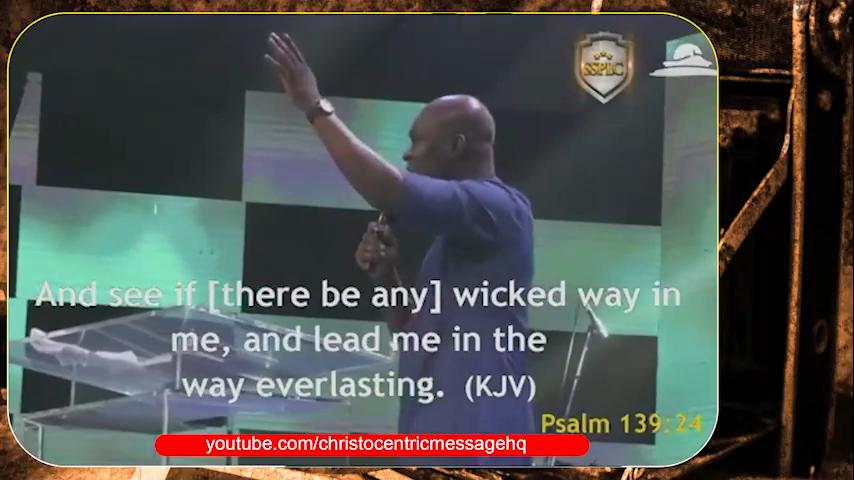 SSPLC
And see if [there be any] wicked way in
me, and lead me in the
way everlasting. (KJV)
Psalm 139:24
youtube.com/christocentricmessagehq